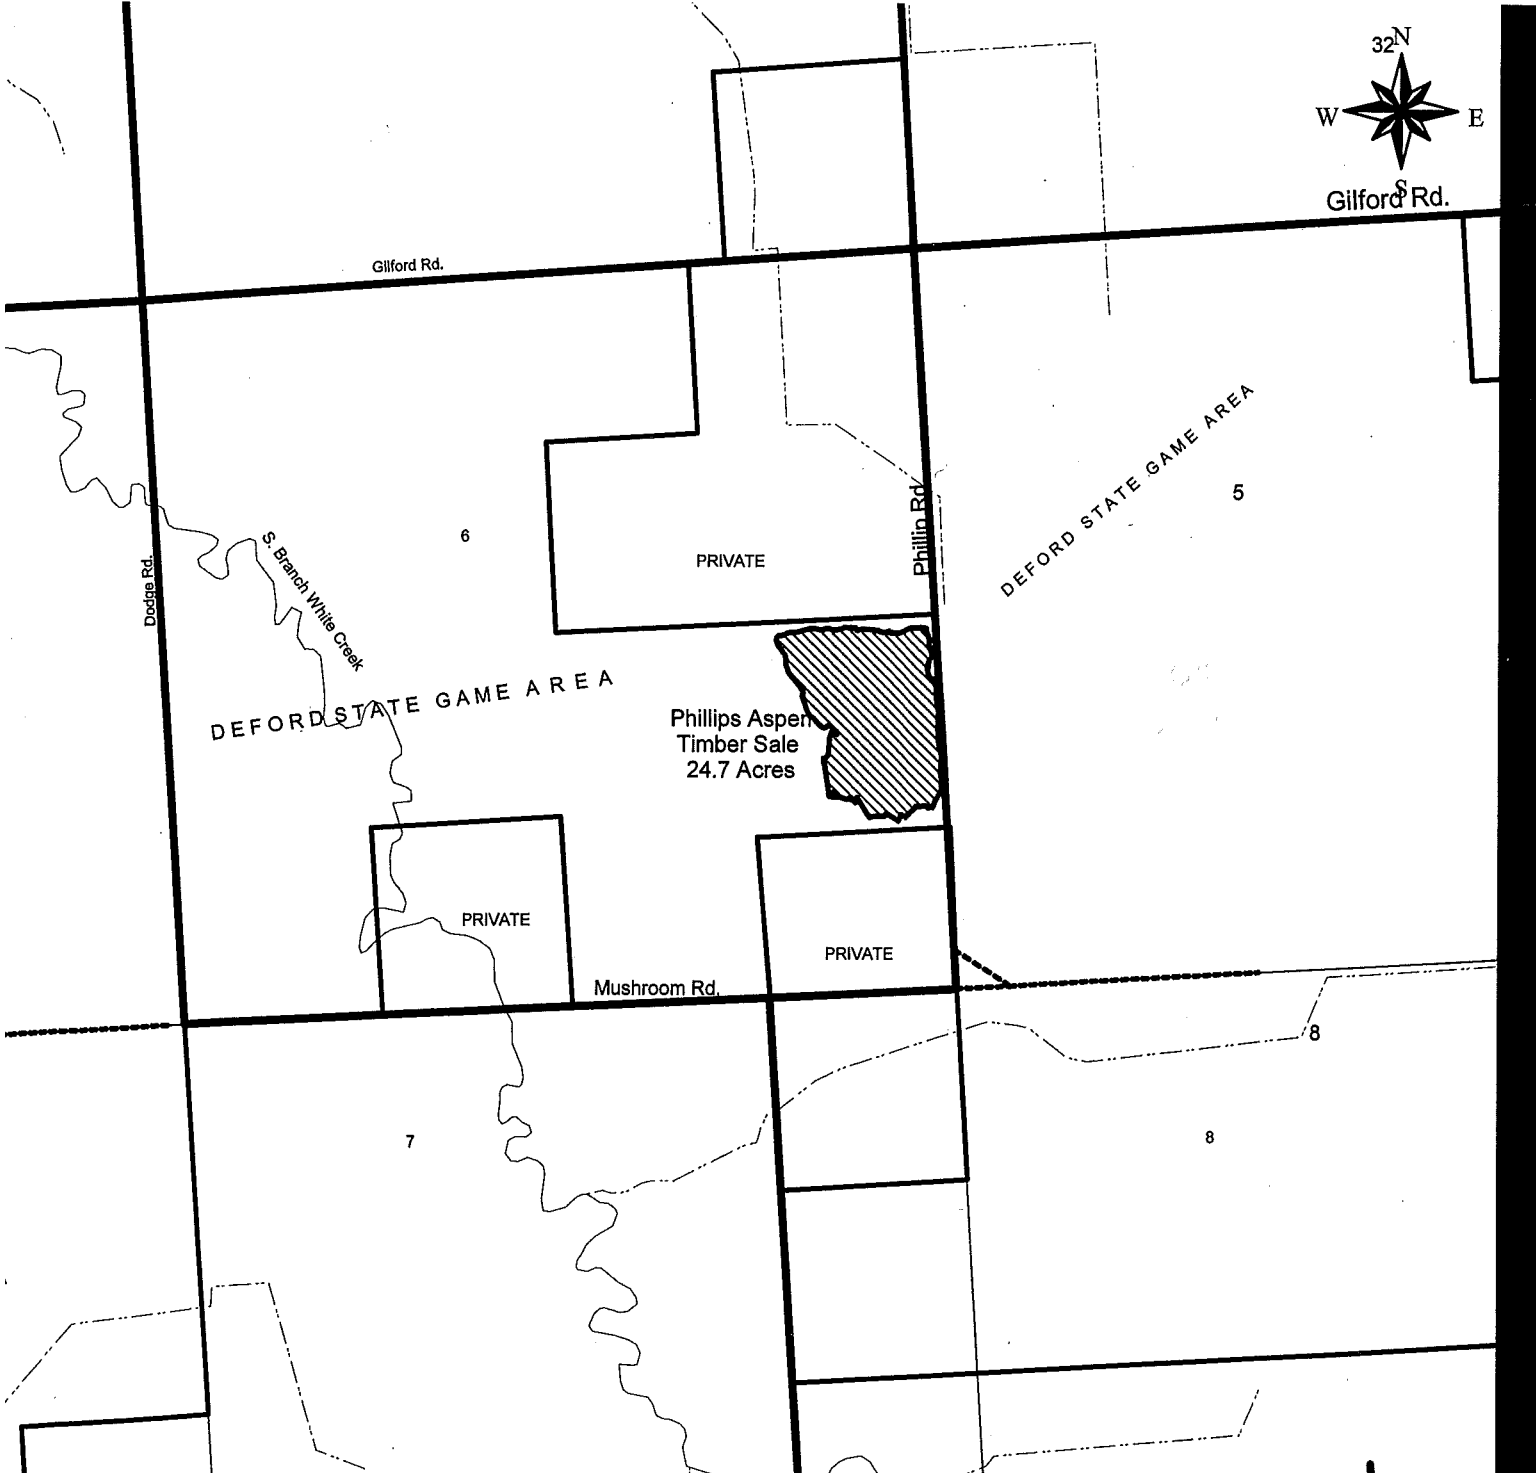 32
N
W
E
S
Gilford Rd.
Gilford Rd.
DEFORD STATE GAME AREA
5
Phillip Rd.
6
PRIVATE
S. Branch White Creek
Dodge Rd.
DEFORD STATE GAME AREA
Phillips Aspen
Timber Sale
24.7 Acres
PRIVATE
PRIVATE
Mushroom Rd.
8
7
8